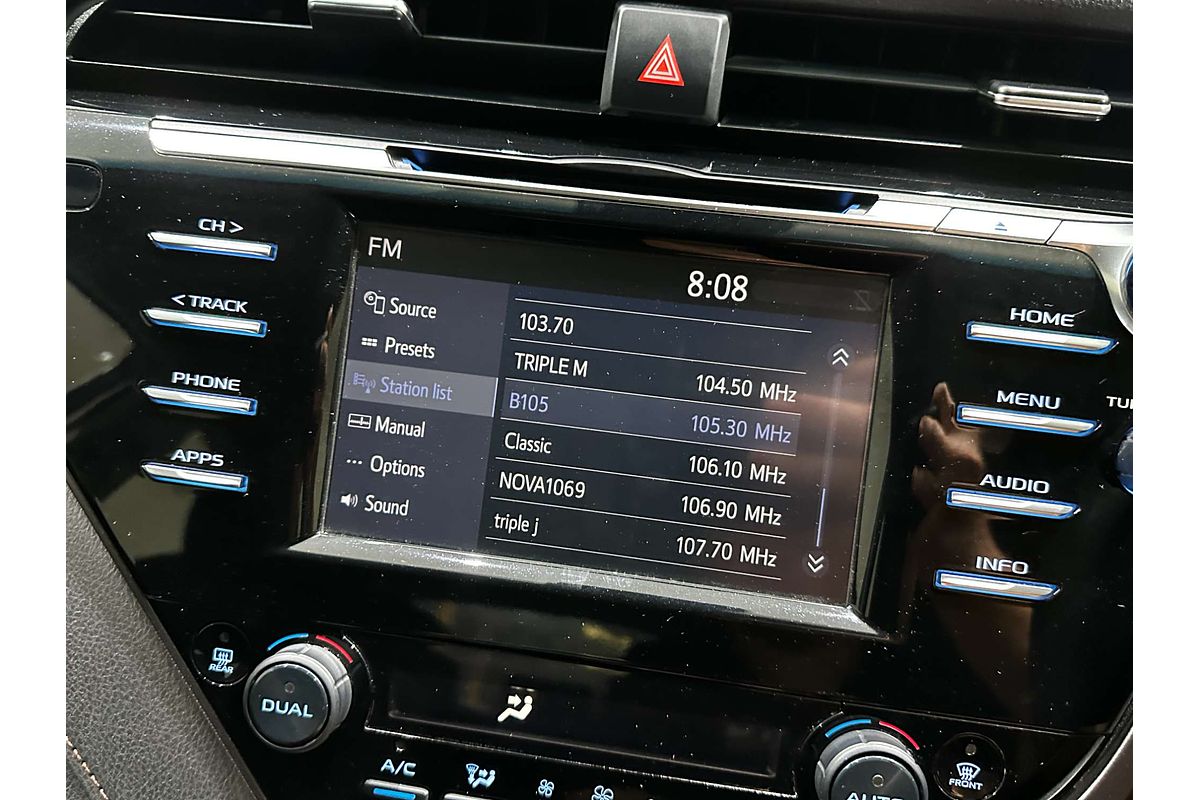 FM
8:08
Source
Presets
Station list
Manual
Options
Sound
103.70
TRIPLE M 104.50 MHz
B105 105.30 MHz
Classic 106.10 MHz
NOVA1069 106.90 MHz
triple j 107.70 MHz
CH >
< TRACK
PHONE
APPS
HOME
MENU
AUDIO
INFO
TU
REAR
DUAL
A/C
AUTO
FRONT